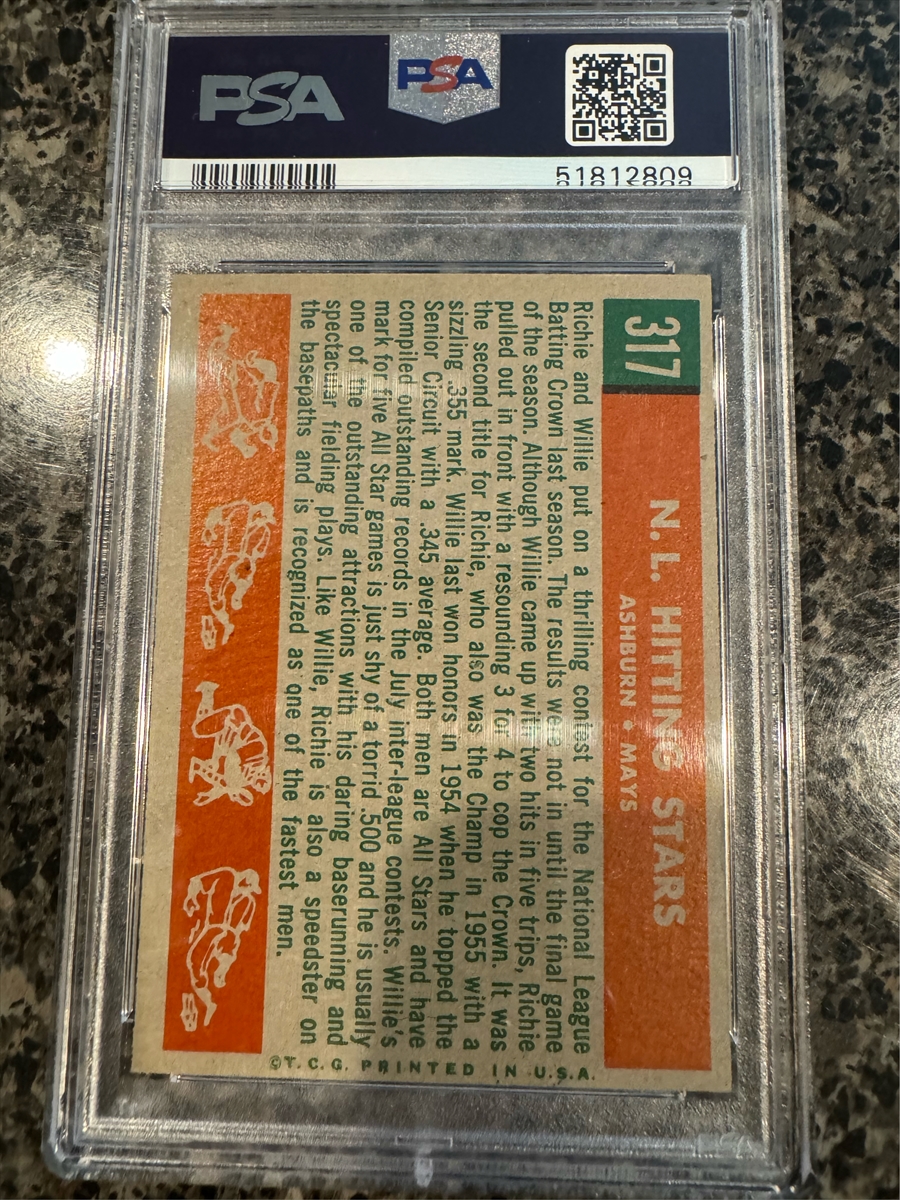 PSA
PSA
51812809
317
N. L. HITTING STARS
ASHBURN • MAYS
Richie and Willie put on a thrilling contest for the National League
Batting Crown last season. The results were not in until the final game
of the season. Although Willie came up with two hits in five trips, Richie
pulled out in front with a resounding 3 for 4 to cop the Crown. It was
the second title for Richie, who also was the Champ in 1955 with a
sizzling .355 mark. Willie last won honors in 1954 when he topped the
Senior Circuit with a .345 average. Both men are All Stars and have
compiled outstanding records in the July inter-league contests. Willie's
mark for five All Star games is just shy of a torrid .500 and he is usually
one of the outstanding attractions with his daring baserunning and
spectacular fielding plays. Like Willie, Richie is also a speedster on
the basepaths and is recognized as one of the fastest men.
©T.C.G. PRINTED IN U.S.A.